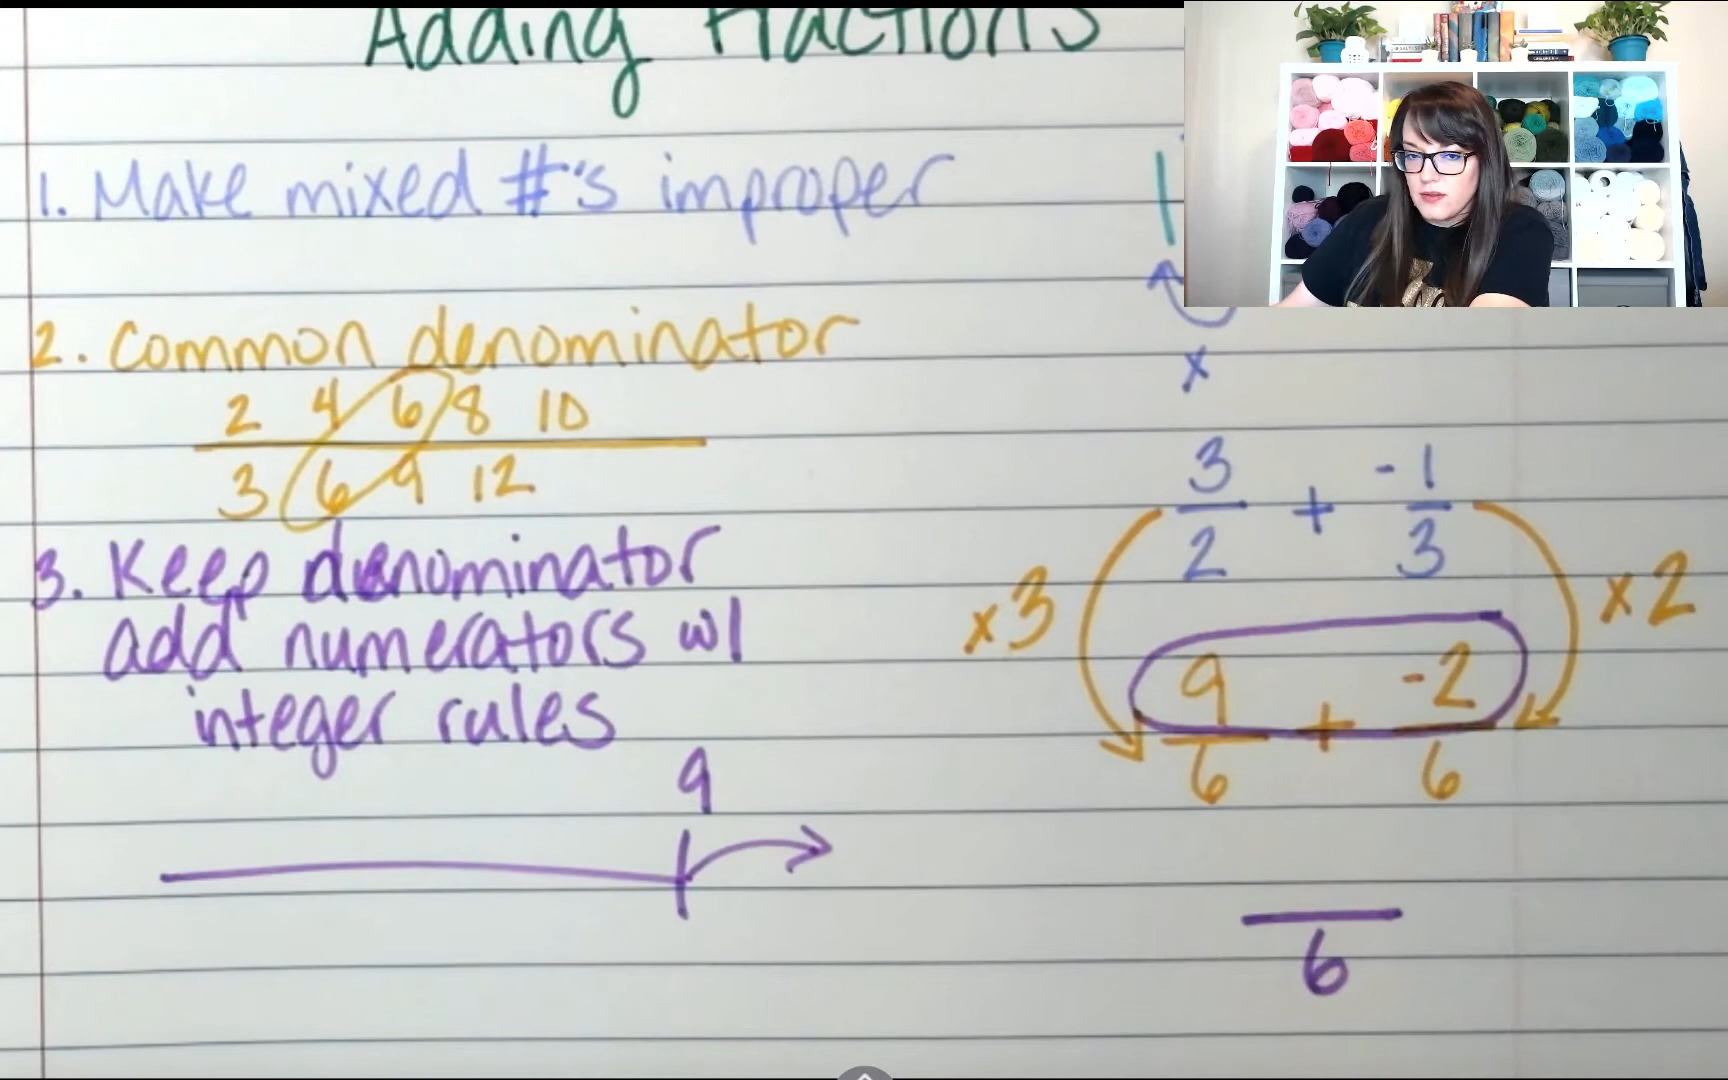 Adding Fractions
1. Make mixed #'s improper
1
x
2. Common denominator
2 4 6 8 10
3 6 9 12
3/2 + -1/3
x3
x2
9/6 + -2/6
3. Keep denominator
add numerators w/
integer rules
9
6